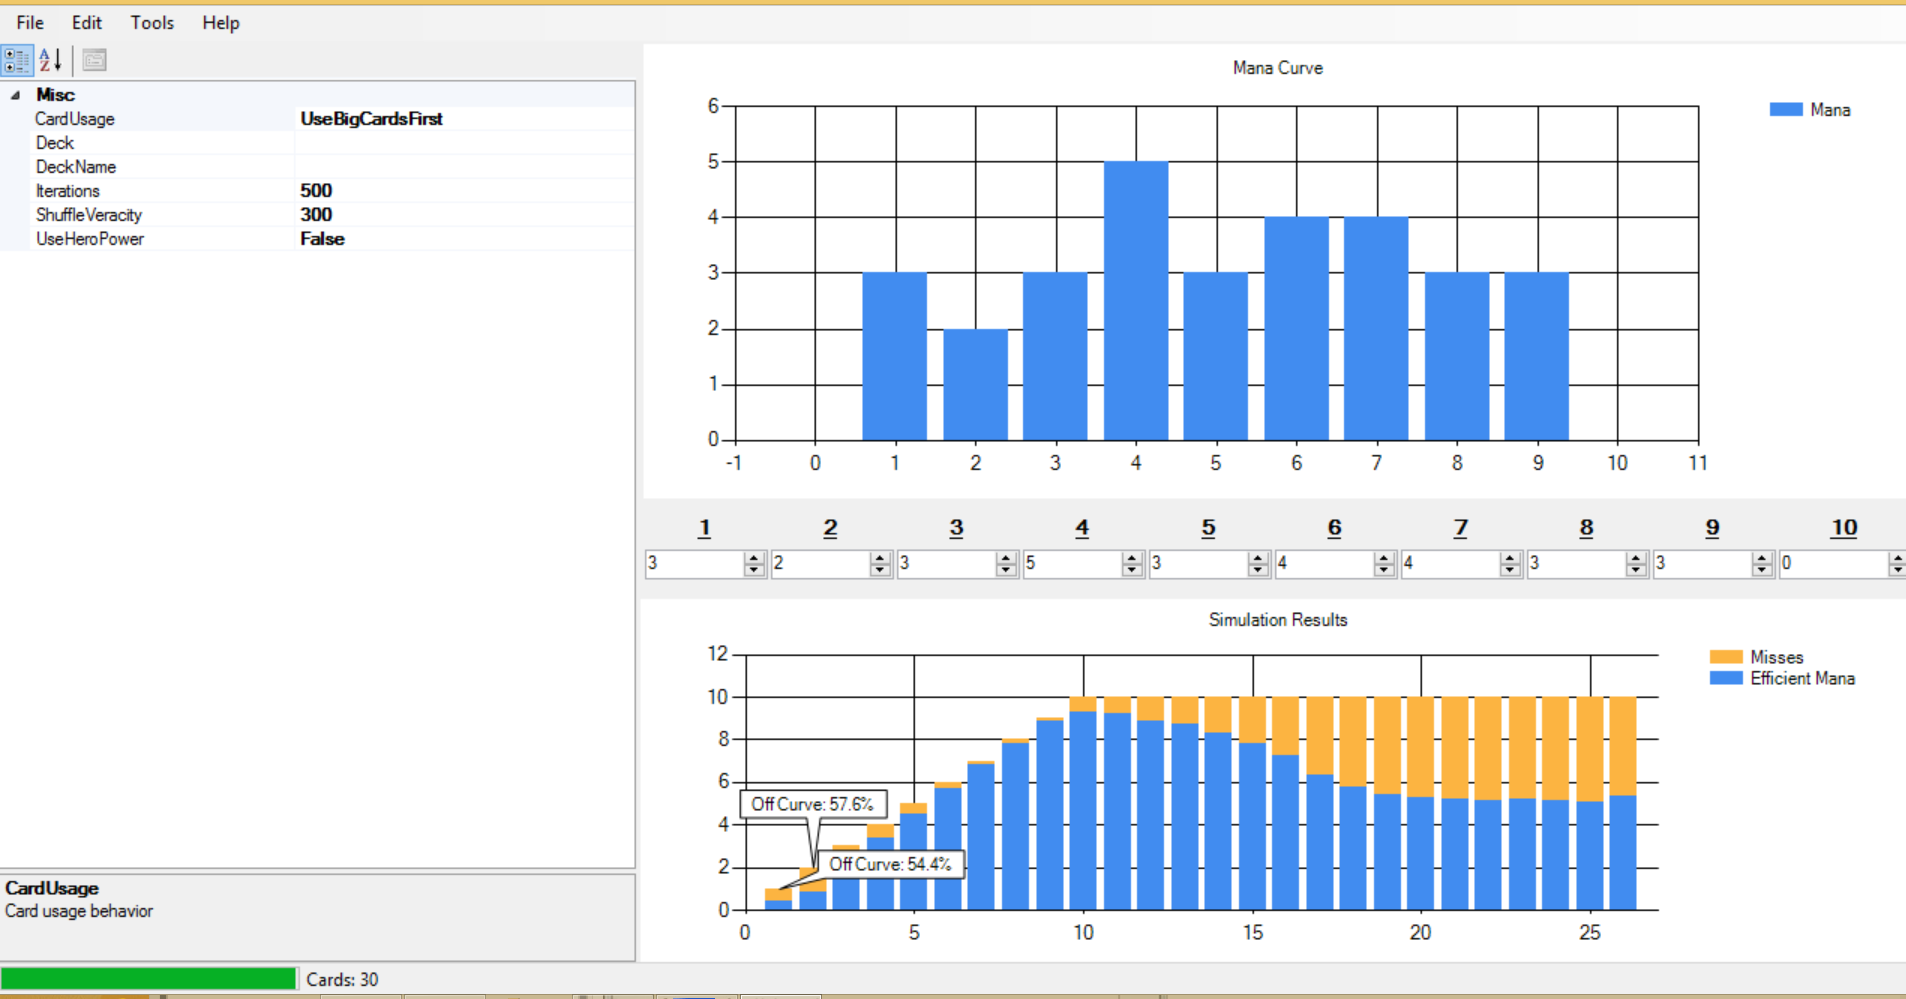 File Edit Tools Help
Misc
CardUsage UseBigCardsFirst
Deck
DeckName
Iterations 500
ShuffleVeracity 300
UseHeroPower False
CardUsage
Card usage behavior
Cards: 30
Mana Curve
Mana
6
5
4
3
2
1
0
-1 0 1 2 3 4 5 6 7 8 9 10 11
1 2 3 4 5 6 7 8 9 10
3 2 3 5 3 4 4 3 3 0
Simulation Results
Misses
Efficient Mana
12
10
8
6
4
2
0
Off Curve: 57.6%
Off Curve: 54.4%
0 5 10 15 20 25